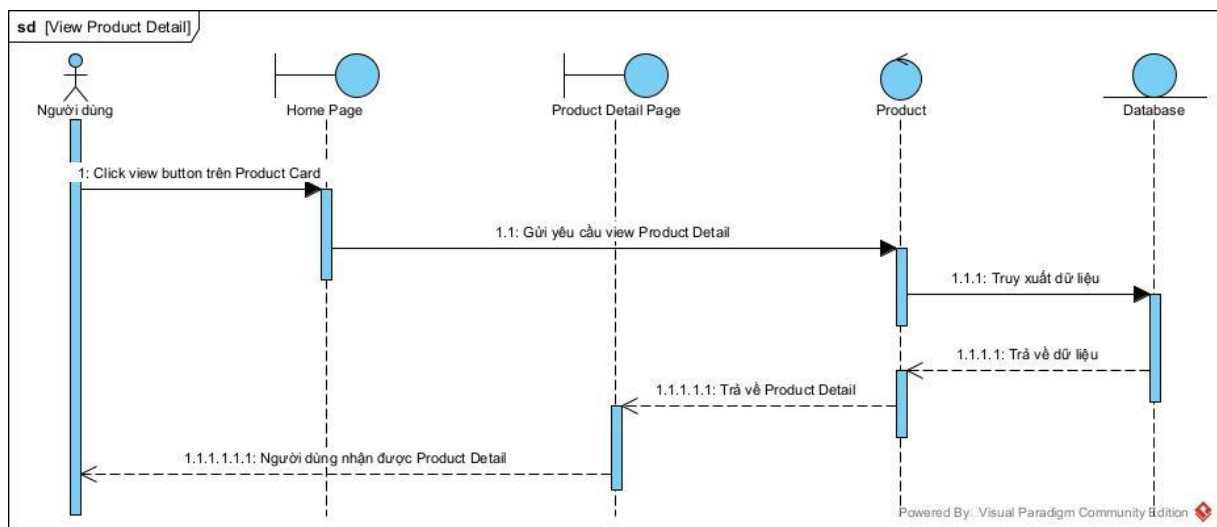 sd [View Product Detail]
Người dùng
Home Page
Product Detail Page
Product
Database
1: Click view button trên Product Card
1.1: Gửi yêu cầu view Product Detail
1.1.1: Truy xuất dữ liệu
1.1.1.1: Trả về dữ liệu
1.1.1.1.1: Trả về Product Detail
1.1.1.1.1.1: Người dùng nhận được Product Detail
Powered By: Visual Paradigm Community Edition